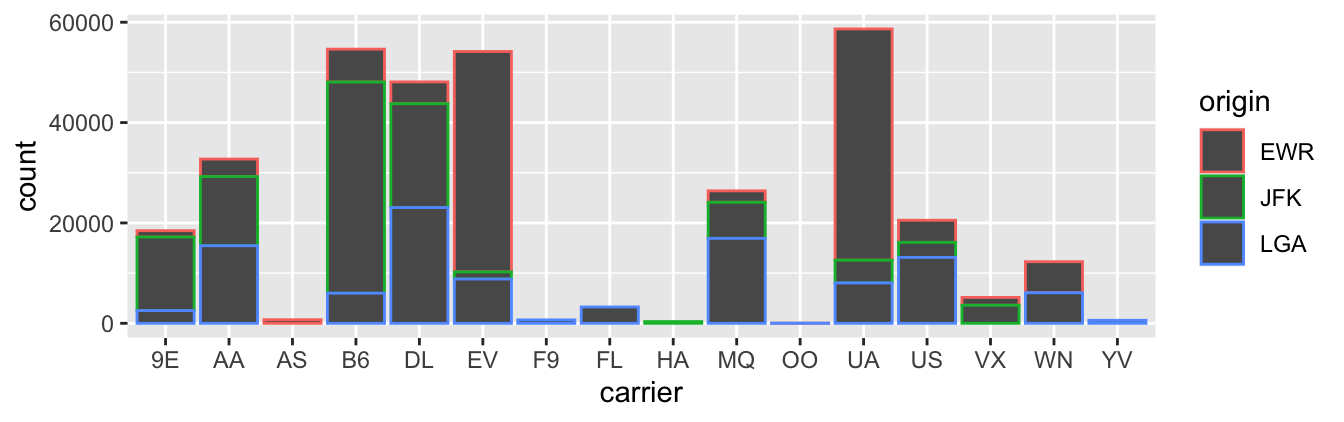 60000
40000
20000
0
count
9E AA AS B6 DL EV F9 FL HA MQ OO UA US VX WN YV
carrier
origin
EWR
JFK
LGA